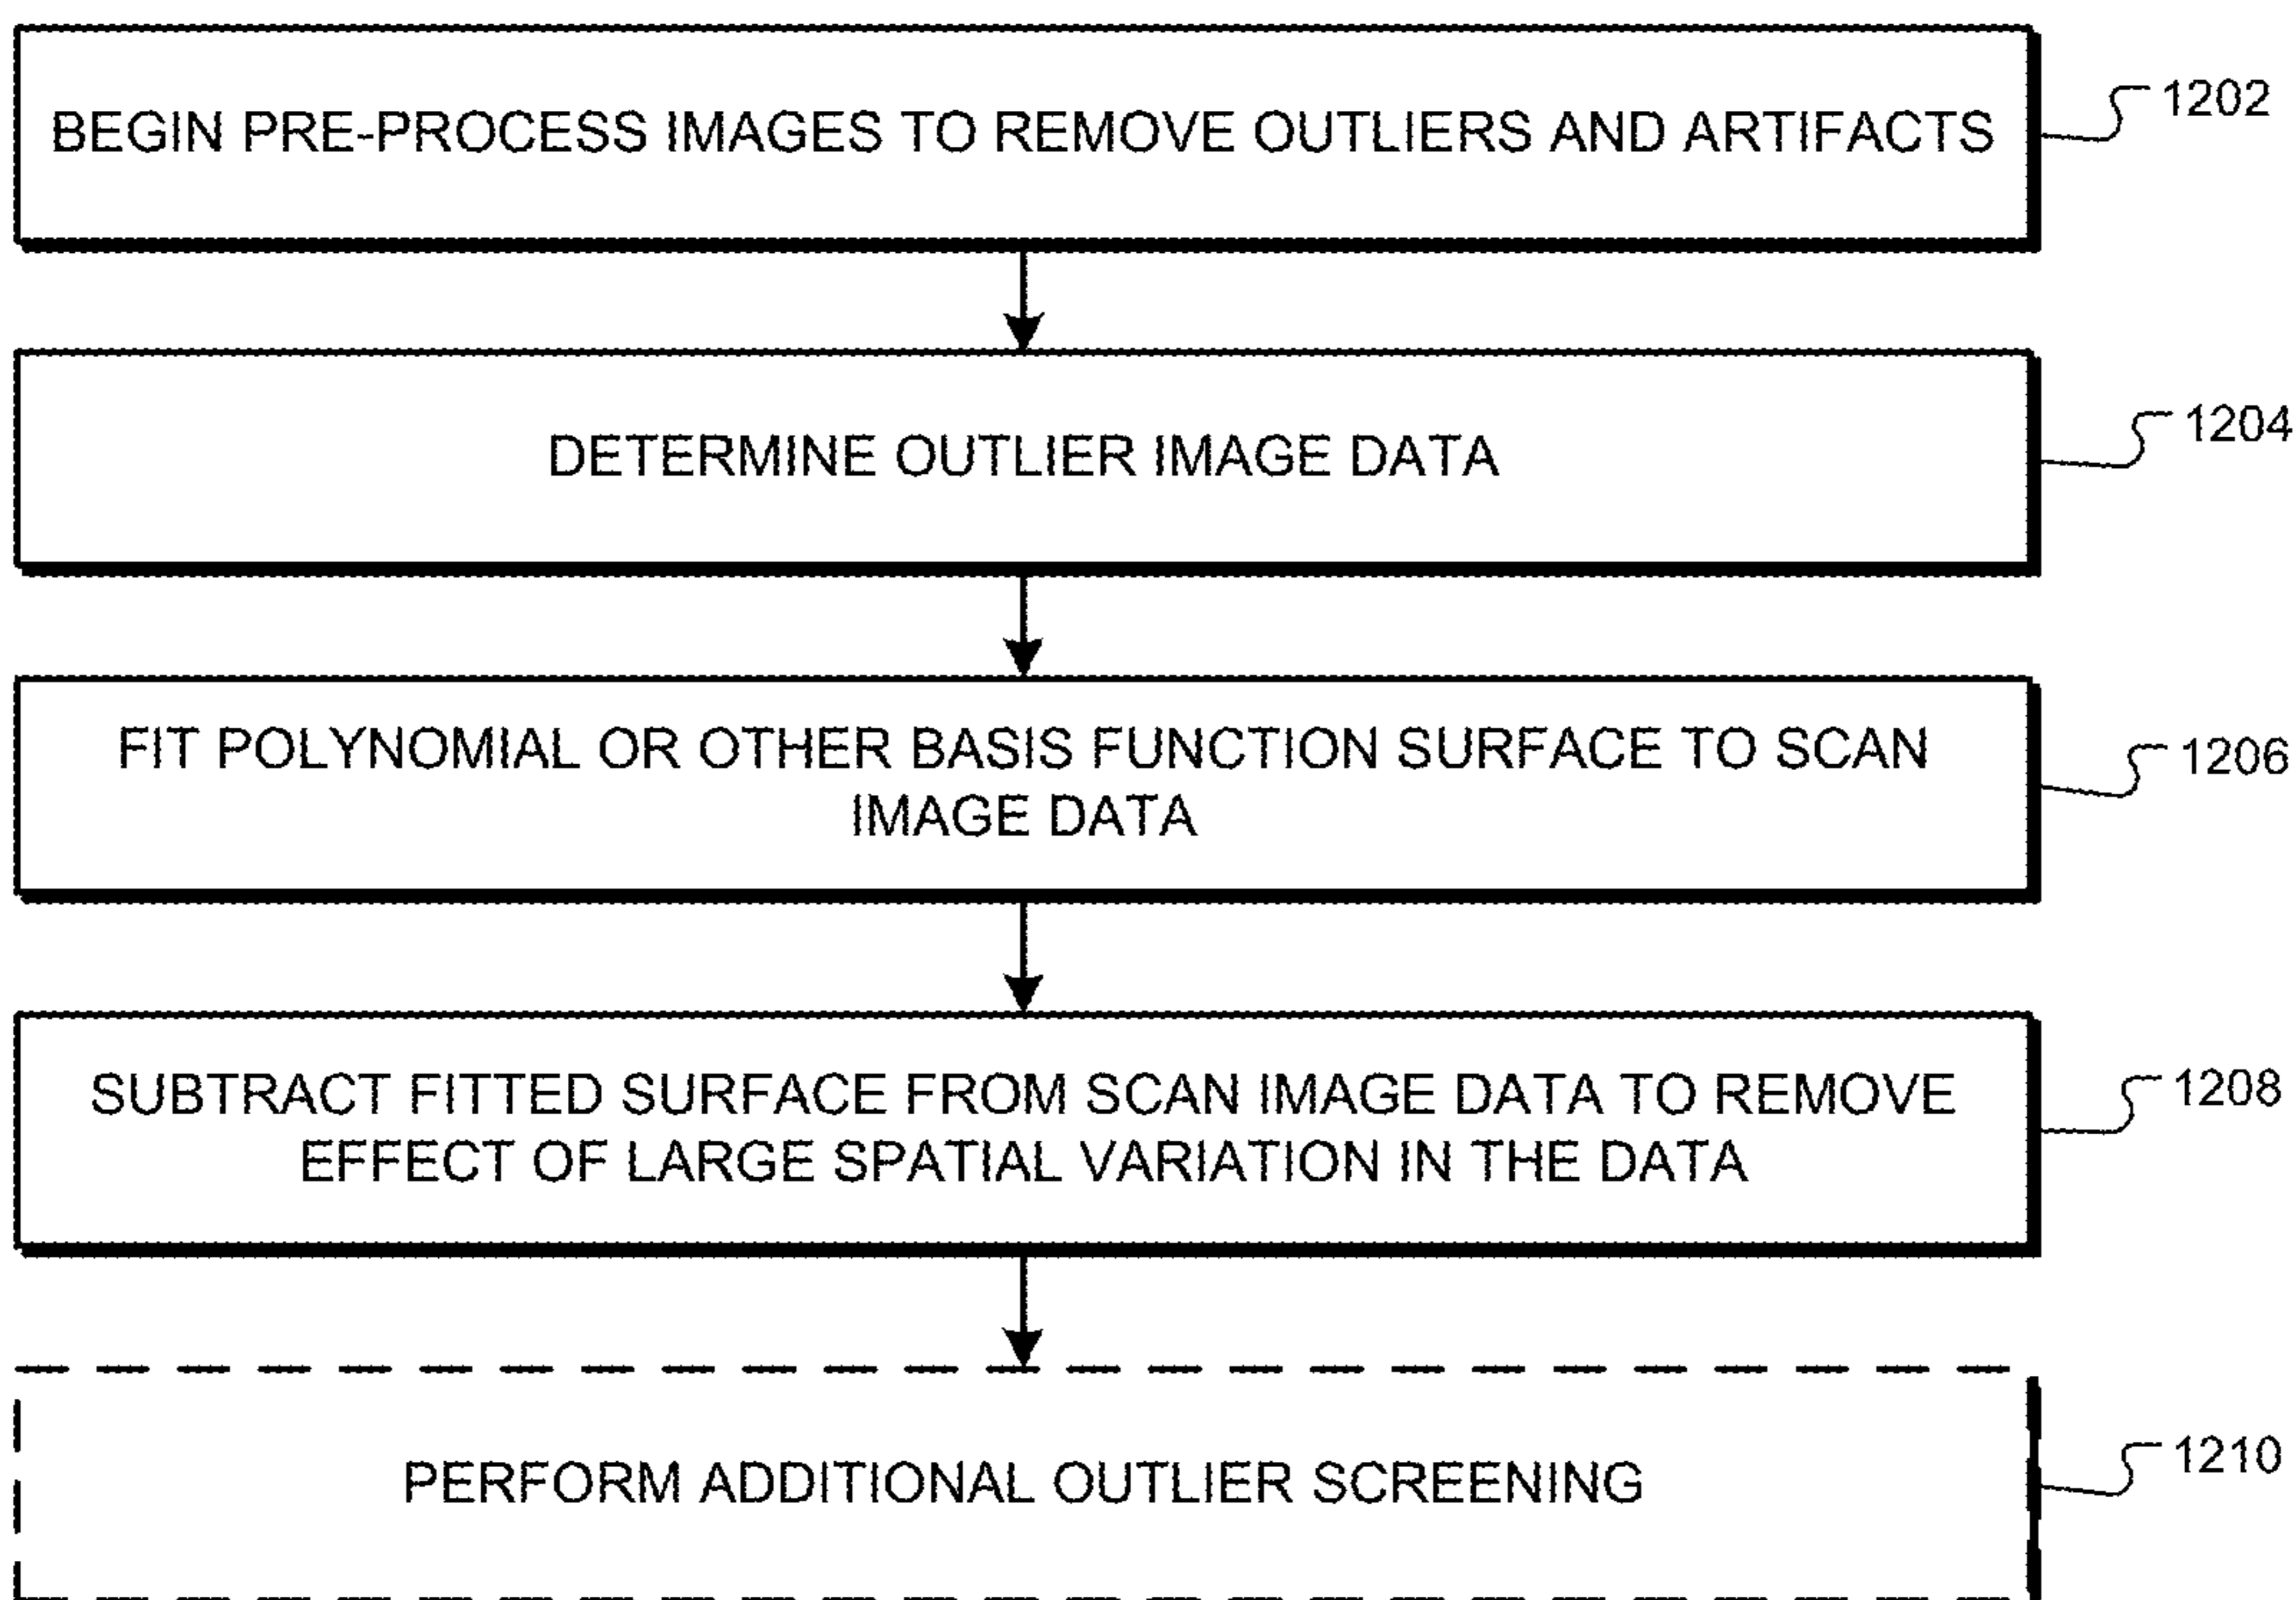 BEGIN PRE-PROCESS IMAGES TO REMOVE OUTLIERS AND ARTIFACTS
1202
DETERMINE OUTLIER IMAGE DATA
1204
FIT POLYNOMIAL OR OTHER BASIS FUNCTION SURFACE TO SCAN
IMAGE DATA
1206
SUBTRACT FITTED SURFACE FROM SCAN IMAGE DATA TO REMOVE
EFFECT OF LARGE SPATIAL VARIATION IN THE DATA
1208
PERFORM ADDITIONAL OUTLIER SCREENING
1210